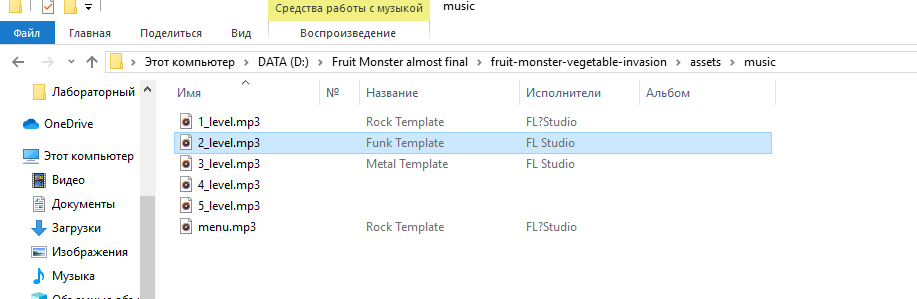 Средства работы с музыкой music
Файл Главная Поделиться Вид Воспроизведение
Этот компьютер DATA (D:) Fruit Monster almost final fruit-monster-vegetable-invasion assets music
Имя № Название Исполнители Альбом
Лабораторный
1_level.mp3 Rock Template FL?Studio
OneDrive
2_level.mp3 Funk Template FL Studio
Этот компьютер
3_level.mp3 Metal Template FL Studio
Видео
4_level.mp3
Документы
5_level.mp3
Загрузки
menu.mp3 Rock Template FL?Studio
Изображения
Музыка